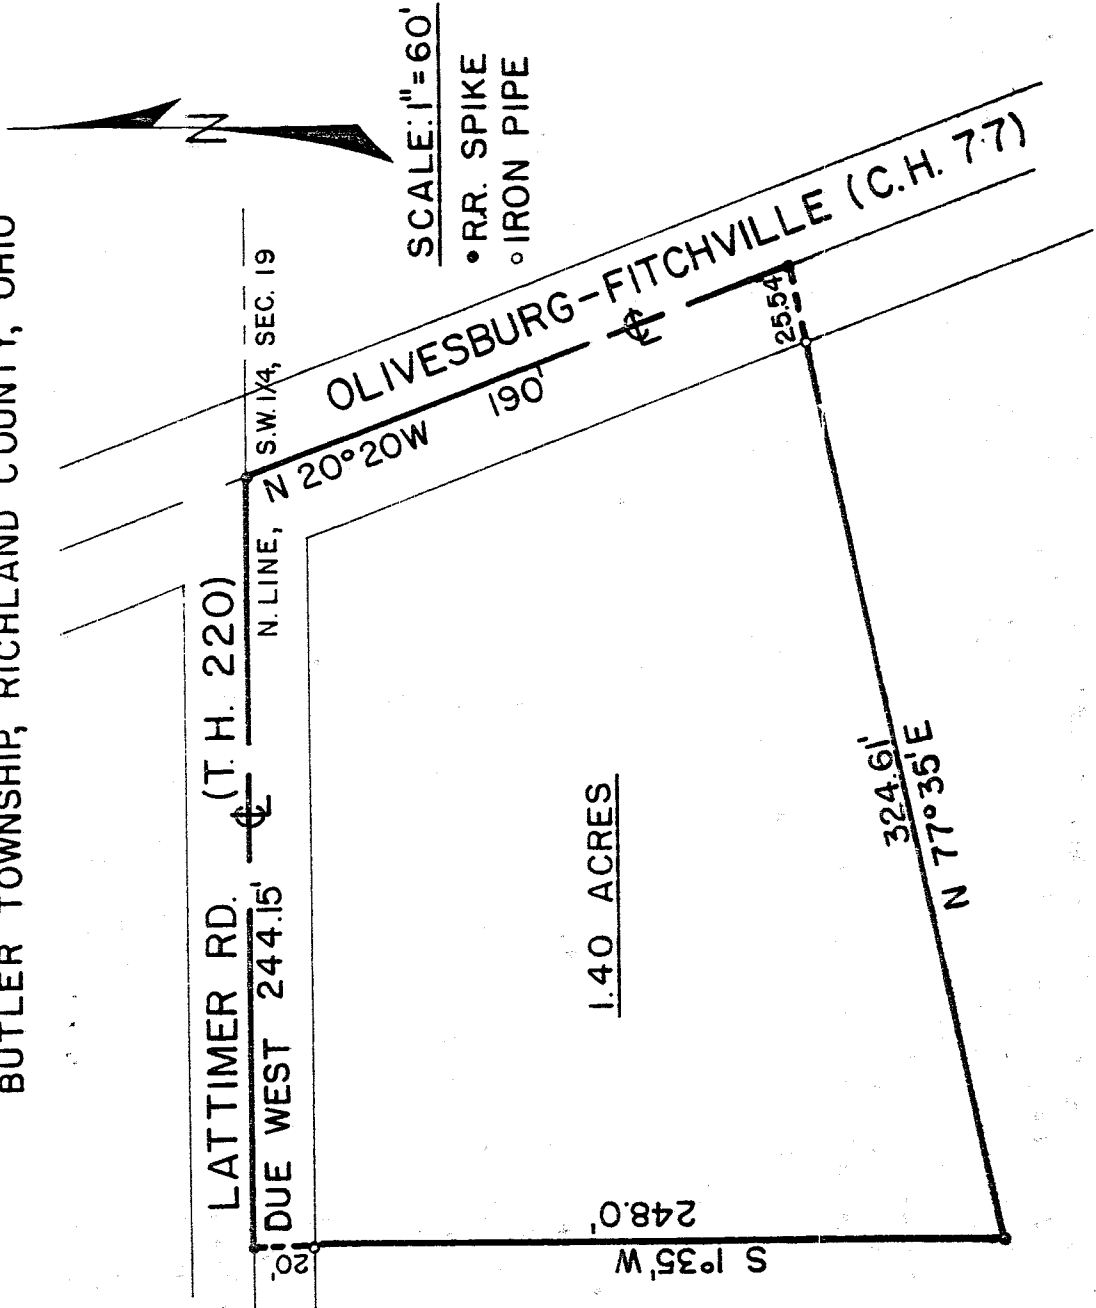 BUTLER TOWNSHIP, RICHLAND COUNTY, OHIO
N
SCALE: 1" = 60'
• R.R. SPIKE
○ IRON PIPE
LATTIMER RD. ℄ (T. H. 220)
DUE WEST 244.15'
N. LINE, S.W. 1/4, SEC. 19
OLIVESBURG-FITCHVILLE (C.H. 7-7)
N 20° 20W 190'
℄
25.54
20'
248.0'
S 1° 35' W
1.40 ACRES
324.61'
N 77° 35' E